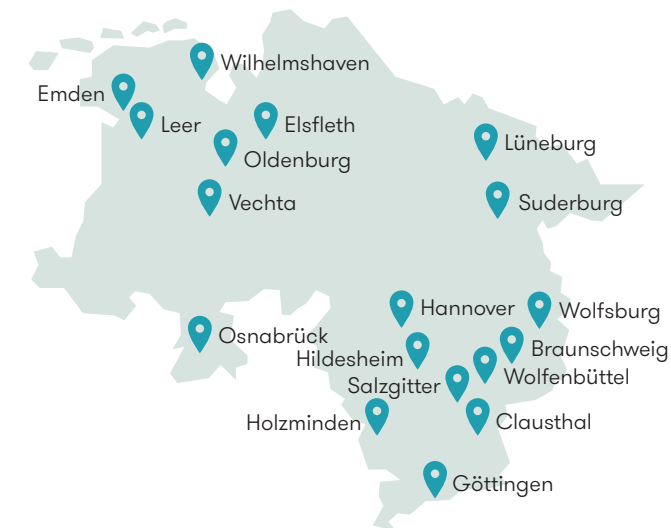 Wilhelmshaven
Emden
Leer
Elsfleth
Lüneburg
Oldenburg
Vechta
Suderburg
Hannover
Wolfsburg
Osnabrück
Braunschweig
Hildesheim
Wolfenbüttel
Salzgitter
Holzminden
Clausthal
Göttingen